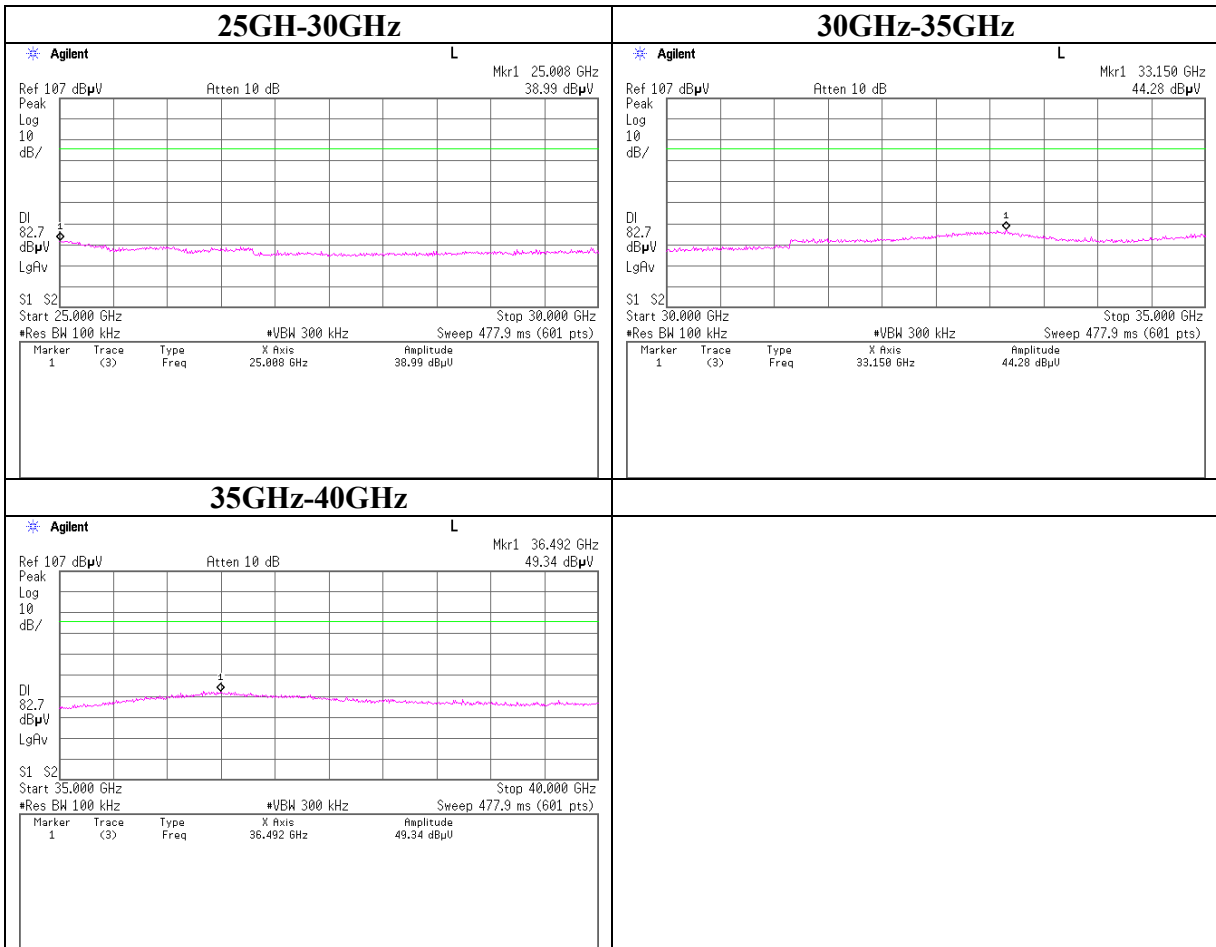 25GH-30GHz
Agilent L
Mkr1 25.008 GHz
Ref 107 dBµV Atten 10 dB 38.99 dBµV
Peak
Log
10
dB/
1
DI
82.7
dBµV
LgAv
S1 S2
Start 25.000 GHz Stop 30.000 GHz
#Res BW 100 kHz #VBW 300 kHz Sweep 477.9 ms (601 pts)
Marker Trace Type X Axis Amplitude
1 (3) Freq 25.008 GHz 38.99 dBµV
30GHz-35GHz
Agilent L
Mkr1 33.150 GHz
Ref 107 dBµV Atten 10 dB 44.28 dBµV
Peak
Log
10
dB/
1
DI
82.7
dBµV
LgAv
S1 S2
Start 30.000 GHz Stop 35.000 GHz
#Res BW 100 kHz #VBW 300 kHz Sweep 477.9 ms (601 pts)
Marker Trace Type X Axis Amplitude
1 (3) Freq 33.150 GHz 44.28 dBµV
35GHz-40GHz
Agilent L
Mkr1 36.492 GHz
Ref 107 dBµV Atten 10 dB 49.34 dBµV
Peak
Log
10
dB/
1
DI
82.7
dBµV
LgAv
S1 S2
Start 35.000 GHz Stop 40.000 GHz
#Res BW 100 kHz #VBW 300 kHz Sweep 477.9 ms (601 pts)
Marker Trace Type X Axis Amplitude
1 (3) Freq 36.492 GHz 49.34 dBµV